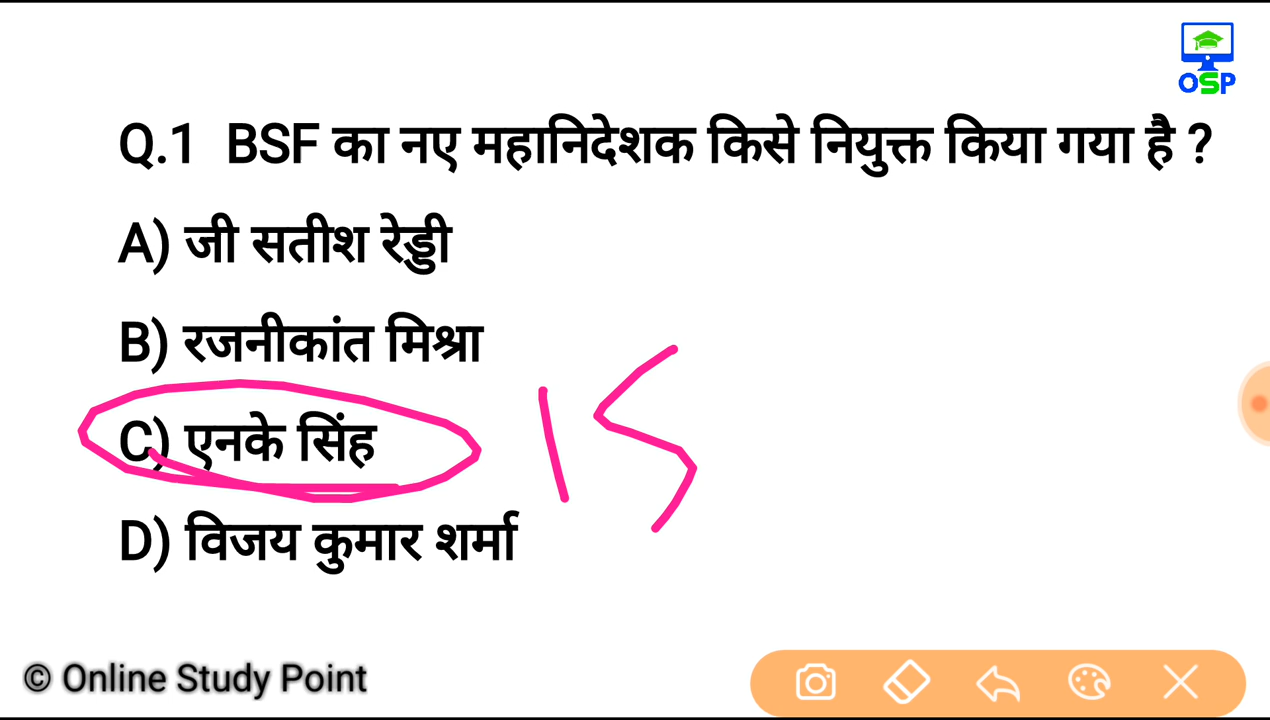 OSP
Q.1 BSF का नए महानिदेशक किसे नियुक्त किया गया है ?
A) जी सतीश रेड्डी
B) रजनीकांत मिश्रा
C) एनके सिंह
15
D) विजय कुमार शर्मा
© Online Study Point